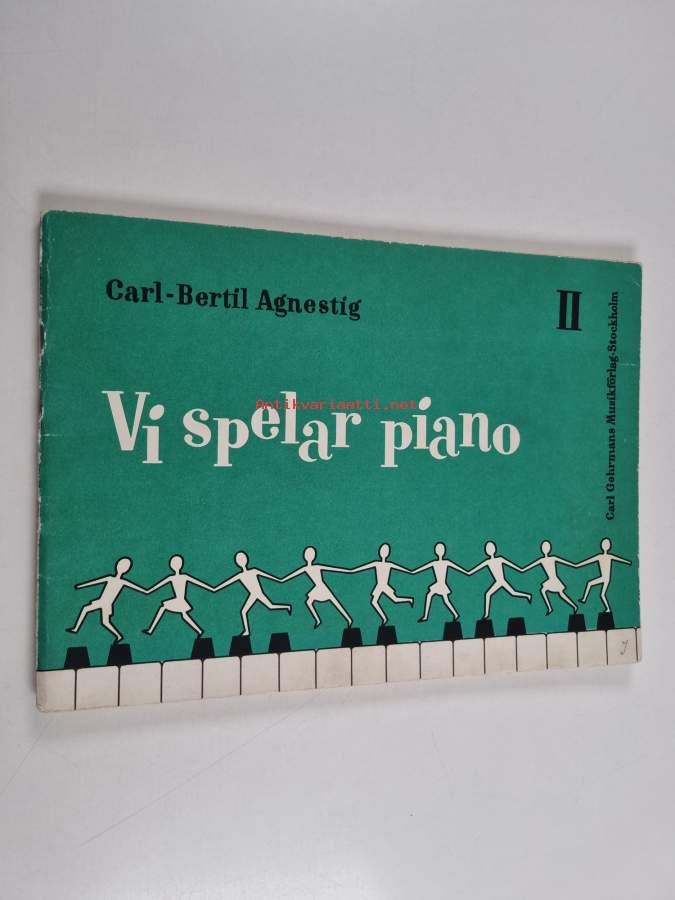 Carl-Bertil Agnestig
II
Vi spelar piano
Carl Gehrmans Musikförlag-Stockholm
Antikvariaatti.net
J